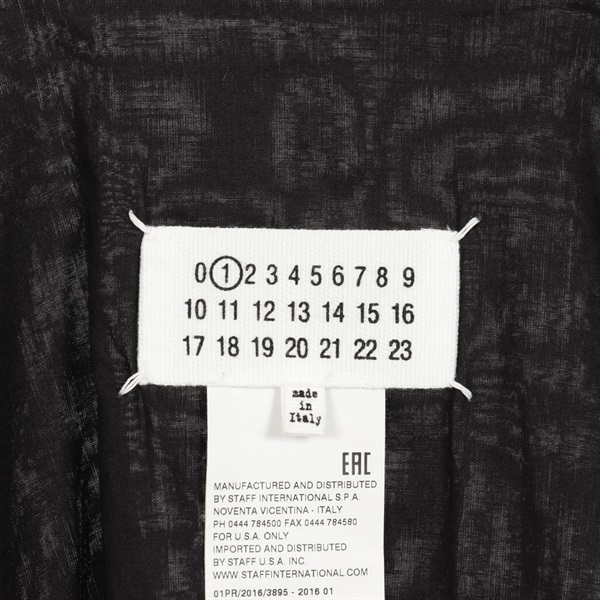 0 1 2 3 4 5 6 7 8 9
10 11 12 13 14 15 16
17 18 19 20 21 22 23
made
in
Italy
EAC
MANUFACTURED AND DISTRIBUTED
BY STAFF INTERNATIONAL S.P.A.
NOVENTA VICENTINA - ITALY
PH 0444 784500 FAX 0444 784580
FOR U.S.A. ONLY
IMPORTED AND DISTRIBUTED
BY STAFF U.S.A. INC.
WWW.STAFFINTERNATIONAL.COM
01PR/2016/3895 - 2016 01